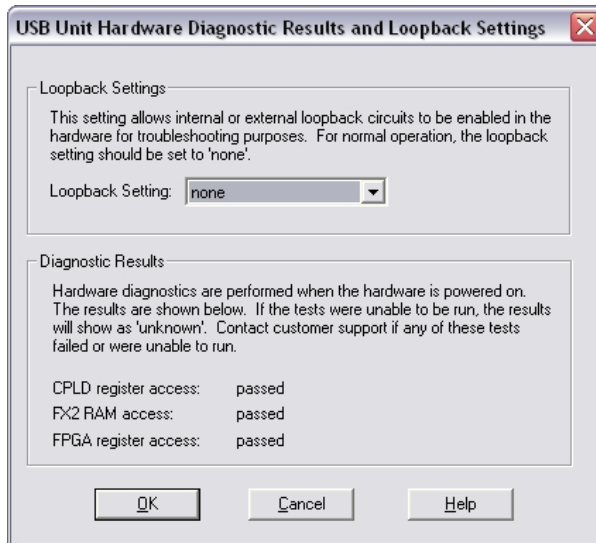 USB Unit Hardware Diagnostic Results and Loopback Settings
Loopback Settings
This setting allows internal or external loopback circuits to be enabled in the
hardware for troubleshooting purposes.  For normal operation, the loopback
setting should be set to 'none'.
Loopback Setting: none
Diagnostic Results
Hardware diagnostics are performed when the hardware is powered on.
The results are shown below.  If the tests were unable to be run, the results
will show as 'unknown'.  Contact customer support if any of these tests
failed or were unable to run.
CPLD register access: passed
FX2 RAM access: passed
FPGA register access: passed
OK Cancel Help